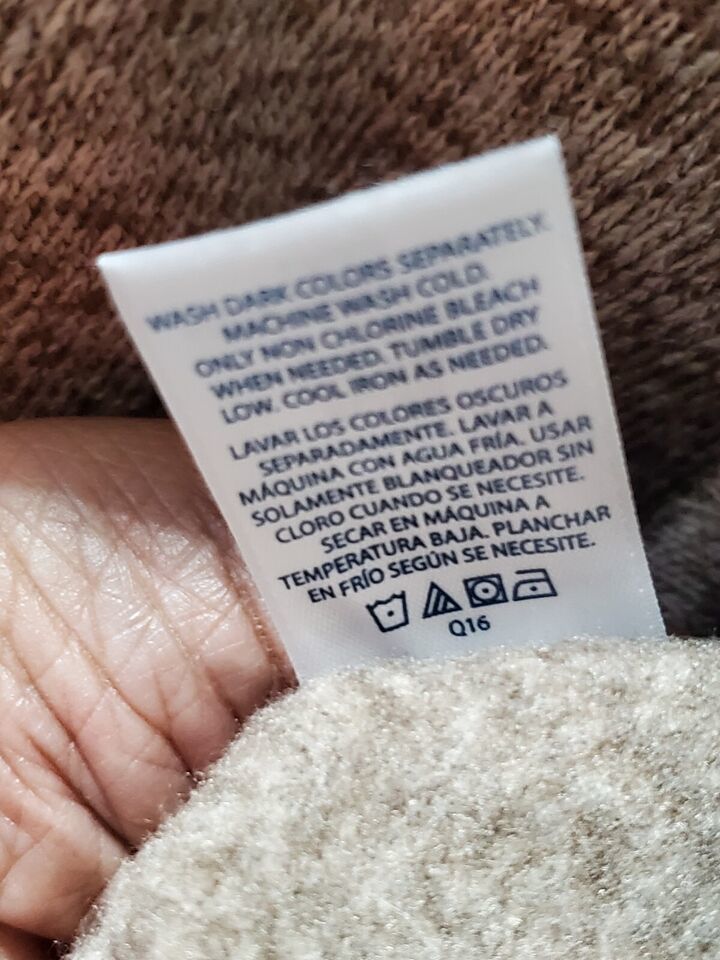 WASH DARK COLORS SEPARATELY.
MACHINE WASH COLD.
ONLY NON CHLORINE BLEACH
WHEN NEEDED. TUMBLE DRY
LOW. COOL IRON AS NEEDED.
LAVAR LOS COLORES OSCUROS
SEPARADAMENTE. LAVAR A
MÁQUINA CON AGUA FRÍA. USAR
SOLAMENTE BLANQUEADOR SIN
CLORO CUANDO SE NECESITE.
SECAR EN MÁQUINA A
TEMPERATURA BAJA. PLANCHAR
EN FRÍO SEGÚN SE NECESITE.
Q16